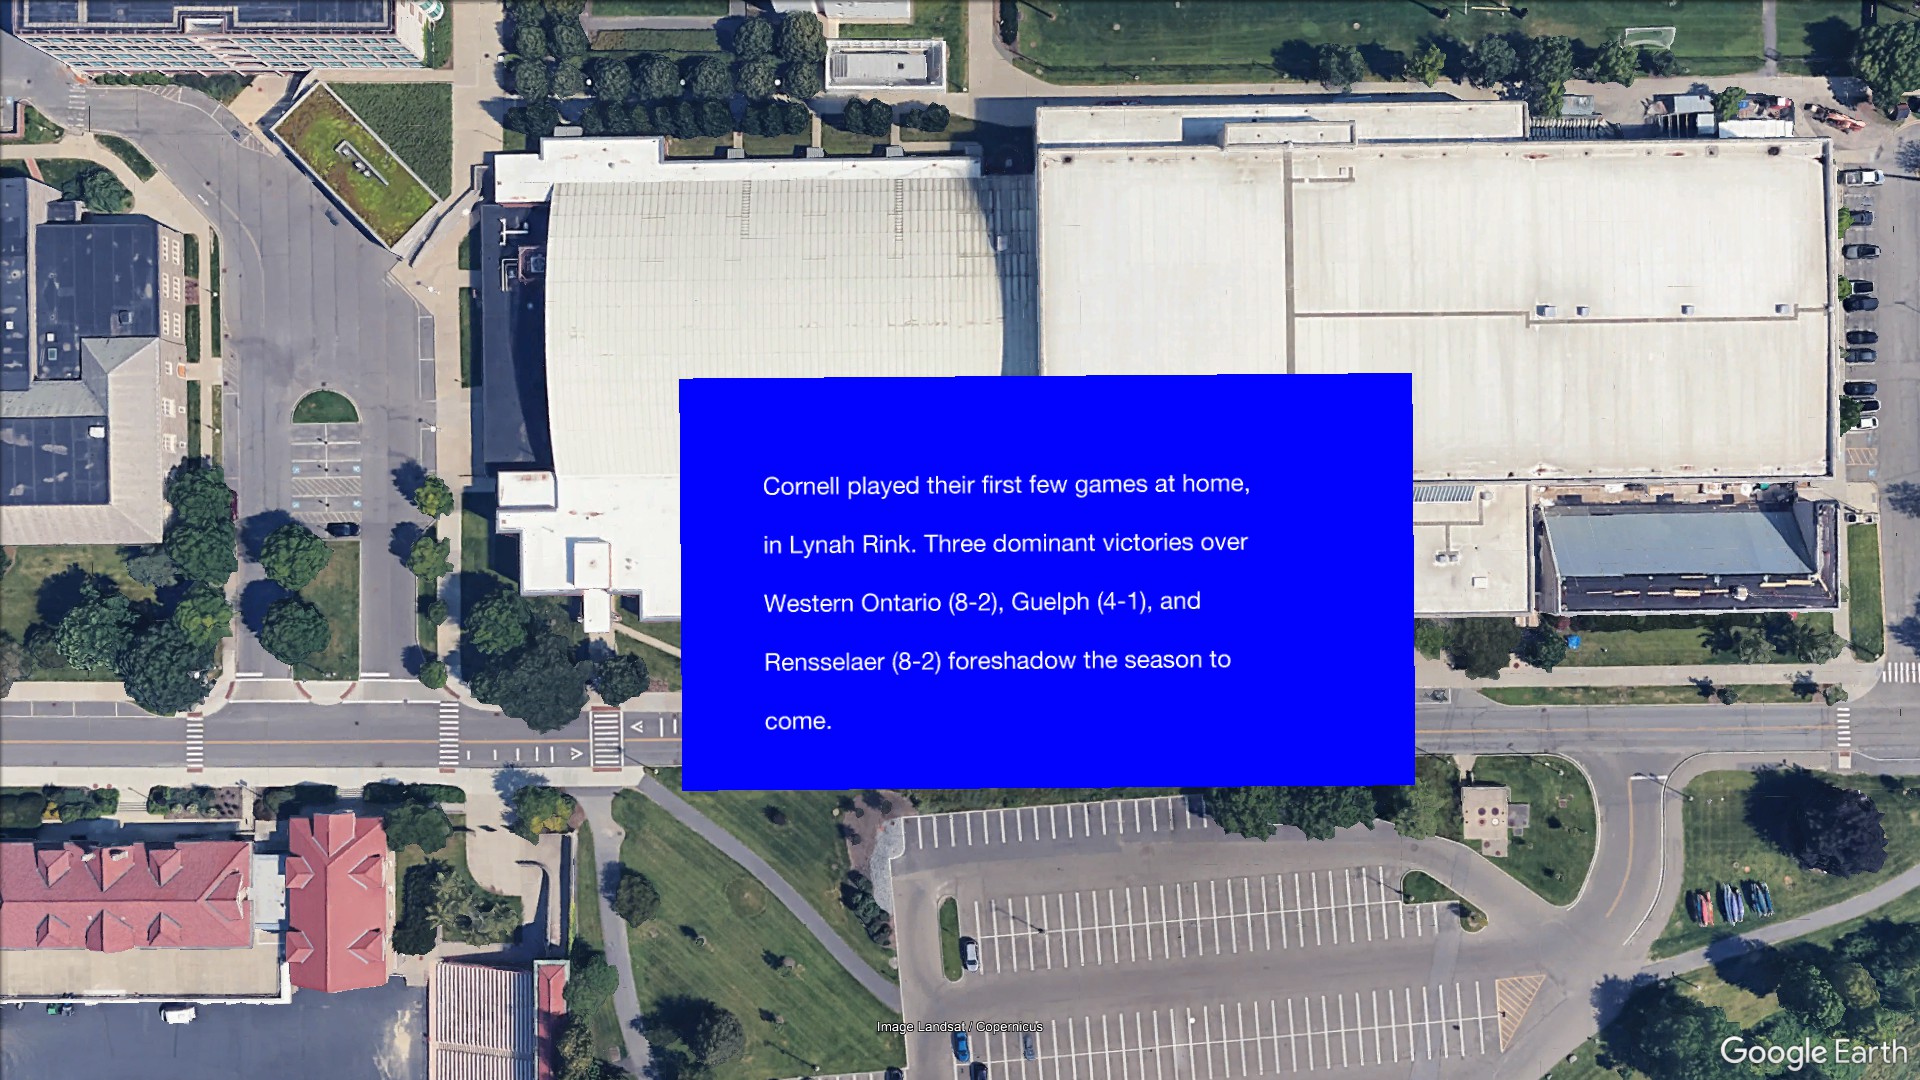 Cornell played their first few games at home,
in Lynah Rink. Three dominant victories over
Western Ontario (8-2), Guelph (4-1), and
Rensselaer (8-2) foreshadow the season to
come.
Image Landsat / Copernicus
Google Earth